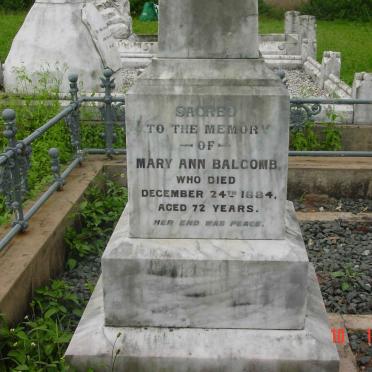 SACRED
TO THE MEMORY
OF
MARY ANN BALCOMB,
WHO DIED
DECEMBER 24TH 1884,
AGED 72 YEARS.
HER END WAS PEACE.